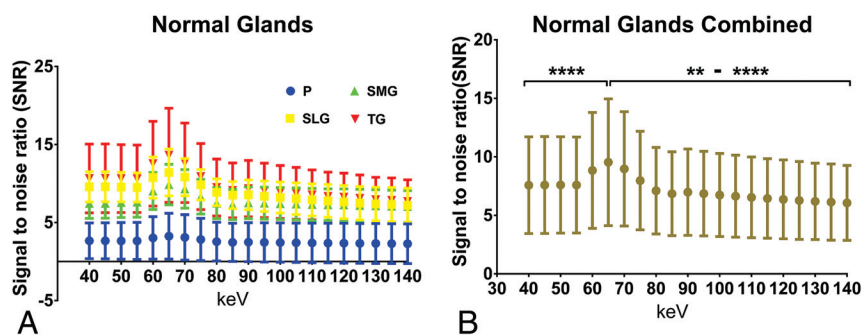 Normal Glands
Signal to noise ratio (SNR)
25
15
5
-5
P
SMG
SLG
TG
40 50 60 70 80 90 100 110 120 130 140
keV
A
Normal Glands Combined
Signal to noise ratio(SNR)
20
15
10
5
0
**** ** - ****
30 40 50 60 70 80 90 100 110 120 130 140
keV
B